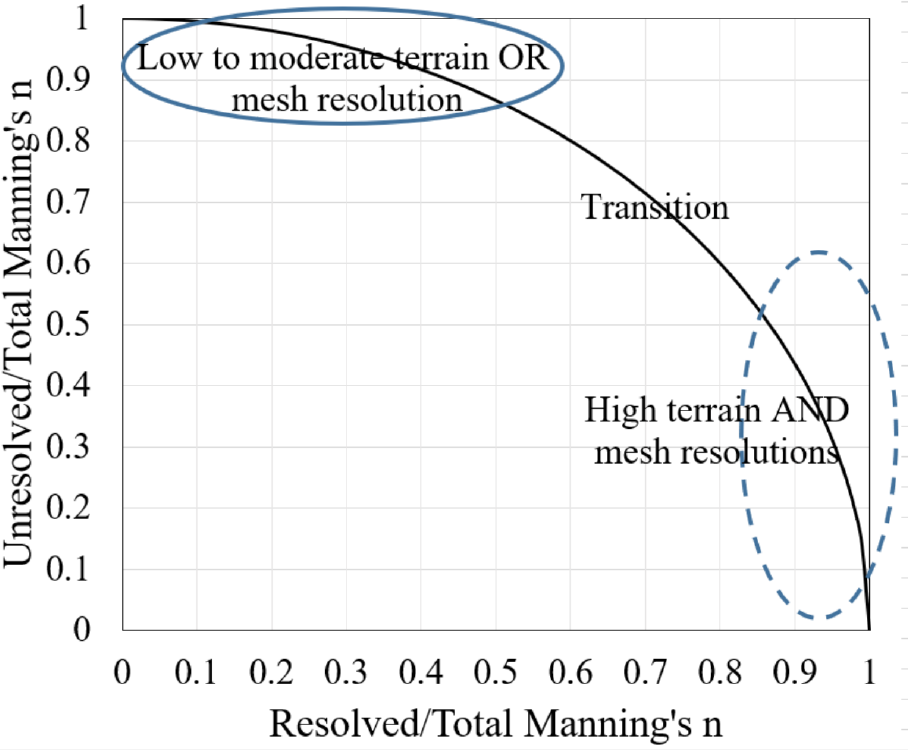 Unresolved/Total Manning's n
1
0.9
0.8
0.7
0.6
0.5
0.4
0.3
0.2
0.1
0
Low to moderate terrain OR
mesh resolution
Transition
High terrain AND
mesh resolutions
0 0.1 0.2 0.3 0.4 0.5 0.6 0.7 0.8 0.9 1
Resolved/Total Manning's n